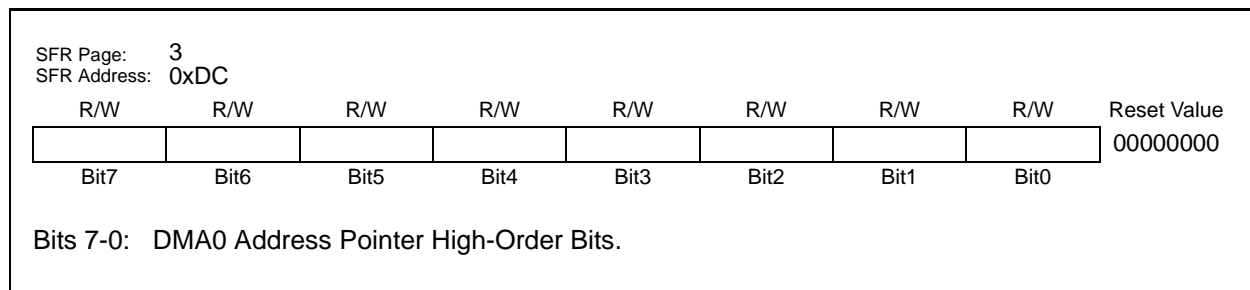 SFR Page: 3
SFR Address: 0xDC
R/W R/W R/W R/W R/W R/W R/W R/W Reset Value
00000000
Bit7 Bit6 Bit5 Bit4 Bit3 Bit2 Bit1 Bit0
Bits 7-0: DMA0 Address Pointer High-Order Bits.